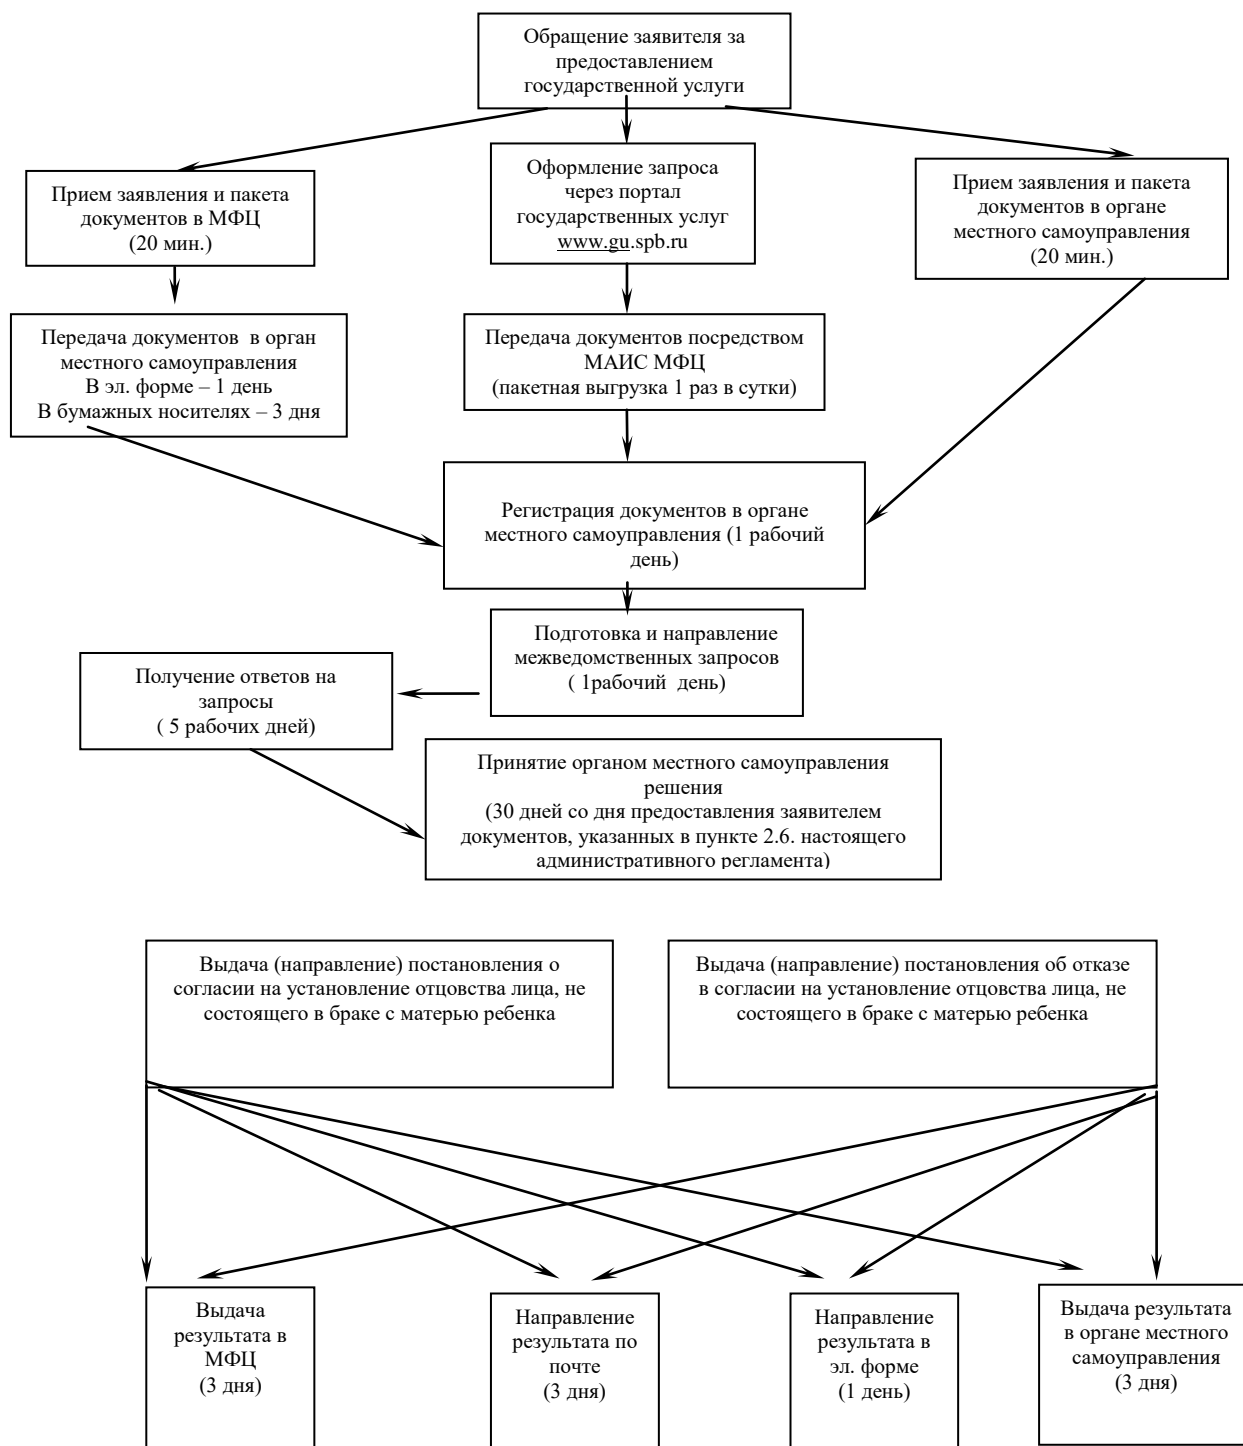 Обращение заявителя за
предоставлением
государственной услуги
Прием заявления и пакета
документов в МФЦ
(20 мин.)
Оформление запроса
через портал
государственных услуг
www.gu.spb.ru
Прием заявления и пакета
документов в органе
местного самоуправления
(20 мин.)
Передача документов в орган
местного самоуправления
В эл. форме – 1 день
В бумажных носителях – 3 дня
Передача документов посредством
МАИС МФЦ
(пакетная выгрузка 1 раз в сутки)
Регистрация документов в органе
местного самоуправления (1 рабочий
день)
Подготовка и направление
межведомственных запросов
( 1рабочий день)
Получение ответов на
запросы
( 5 рабочих дней)
Принятие органом местного самоуправления
решения
(30 дней со дня предоставления заявителем
документов, указанных в пункте 2.6. настоящего
административного регламента)
Выдача (направление) постановления о
согласии на установление отцовства лица, не
состоящего в браке с матерью ребенка
Выдача (направление) постановления об отказе
в согласии на установление отцовства лица, не
состоящего в браке с матерью ребенка
Выдача
результата в
МФЦ
(3 дня)
Направление
результата по
почте
(3 дня)
Направление
результата в
эл. форме
(1 день)
Выдача результата
в органе местного
самоуправления
(3 дня)